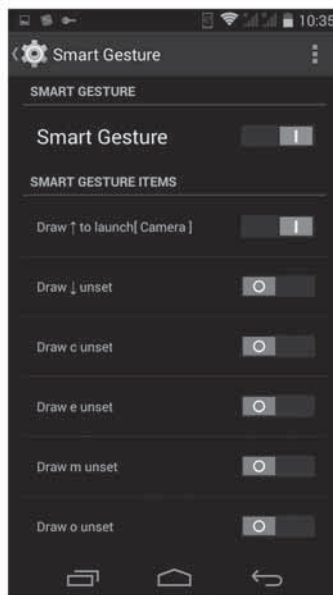 10:35
Smart Gesture
SMART GESTURE
Smart Gesture
SMART GESTURE ITEMS
Draw ↑ to launch[ Camera ]
Draw ↓ unset
Draw c unset
Draw e unset
Draw m unset
Draw o unset